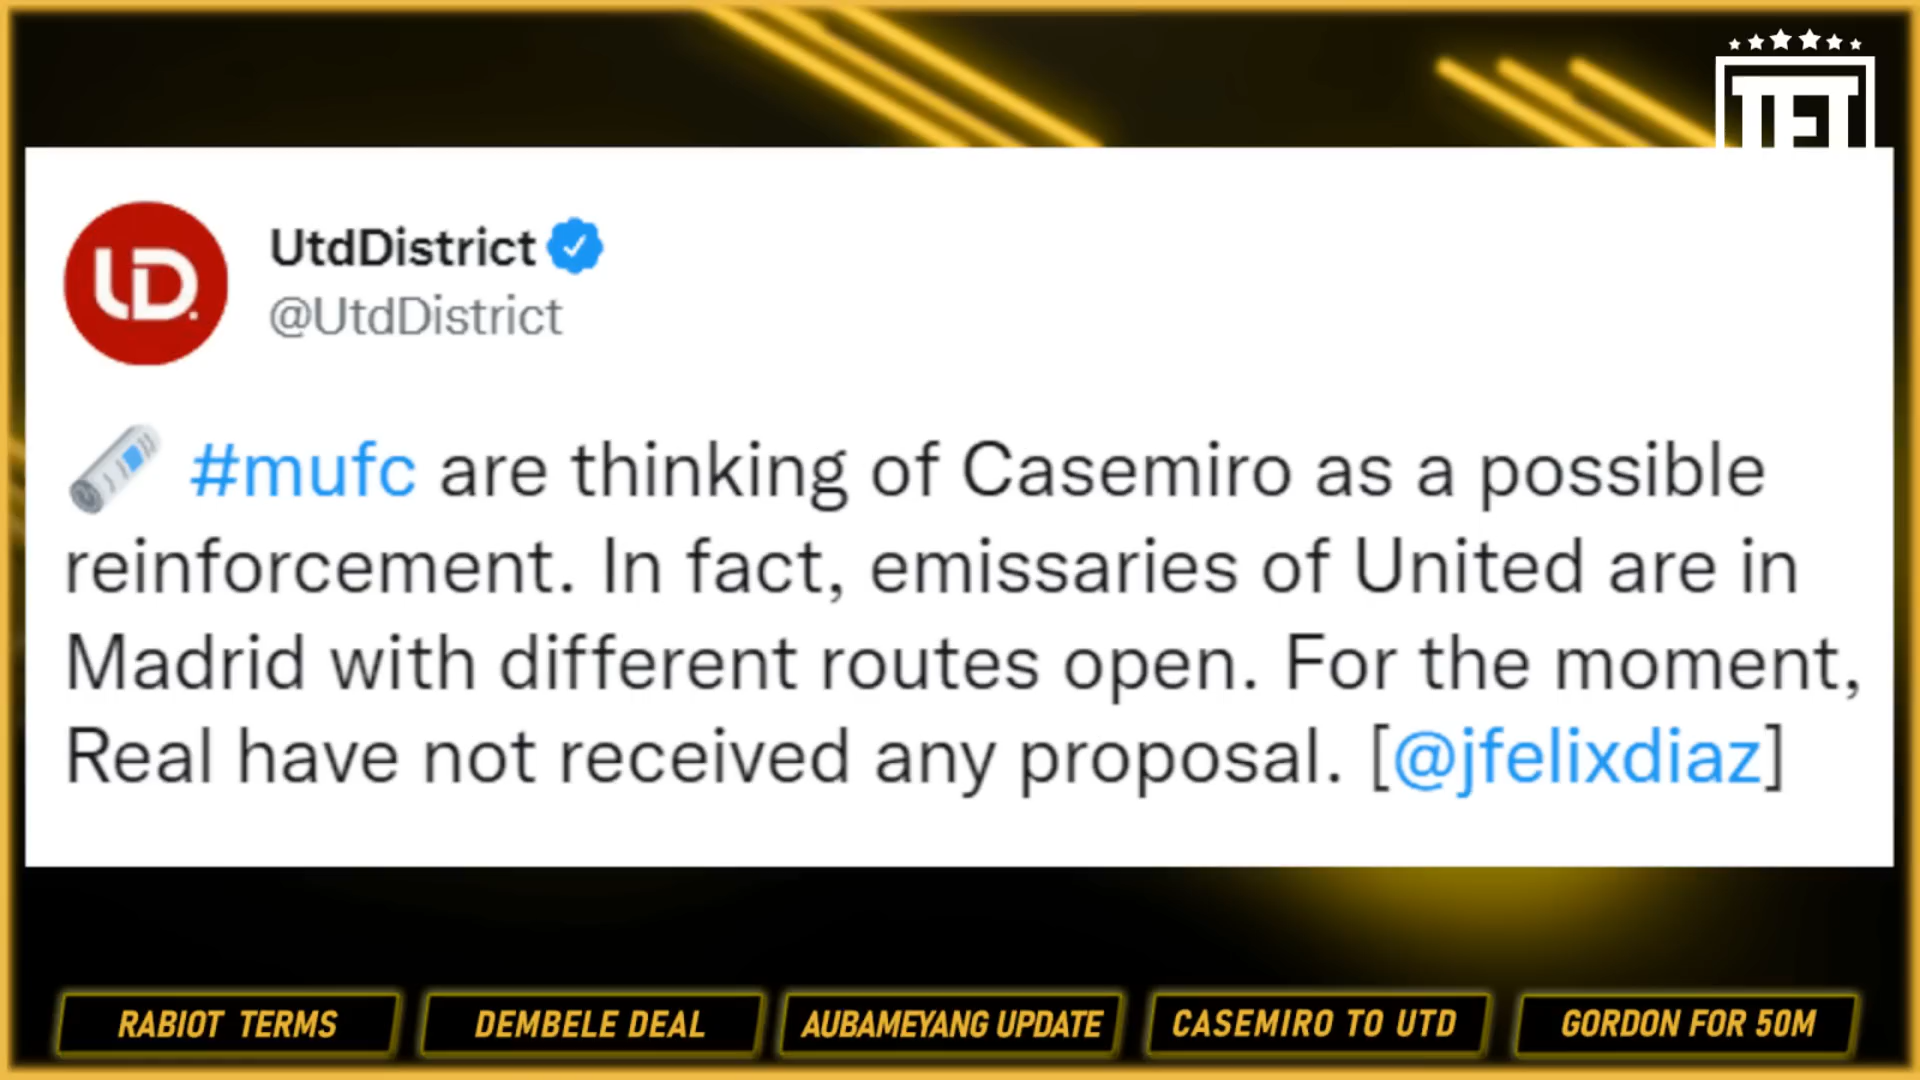 TET
LD.
UtdDistrict
@UtdDistrict
#mufc are thinking of Casemiro as a possible
reinforcement. In fact, emissaries of United are in
Madrid with different routes open. For the moment,
Real have not received any proposal. [@jfelixdiaz]
RABIOT TERMS
DEMBELE DEAL
AUBAMEYANG UPDATE
CASEMIRO TO UTD
GORDON FOR 50M